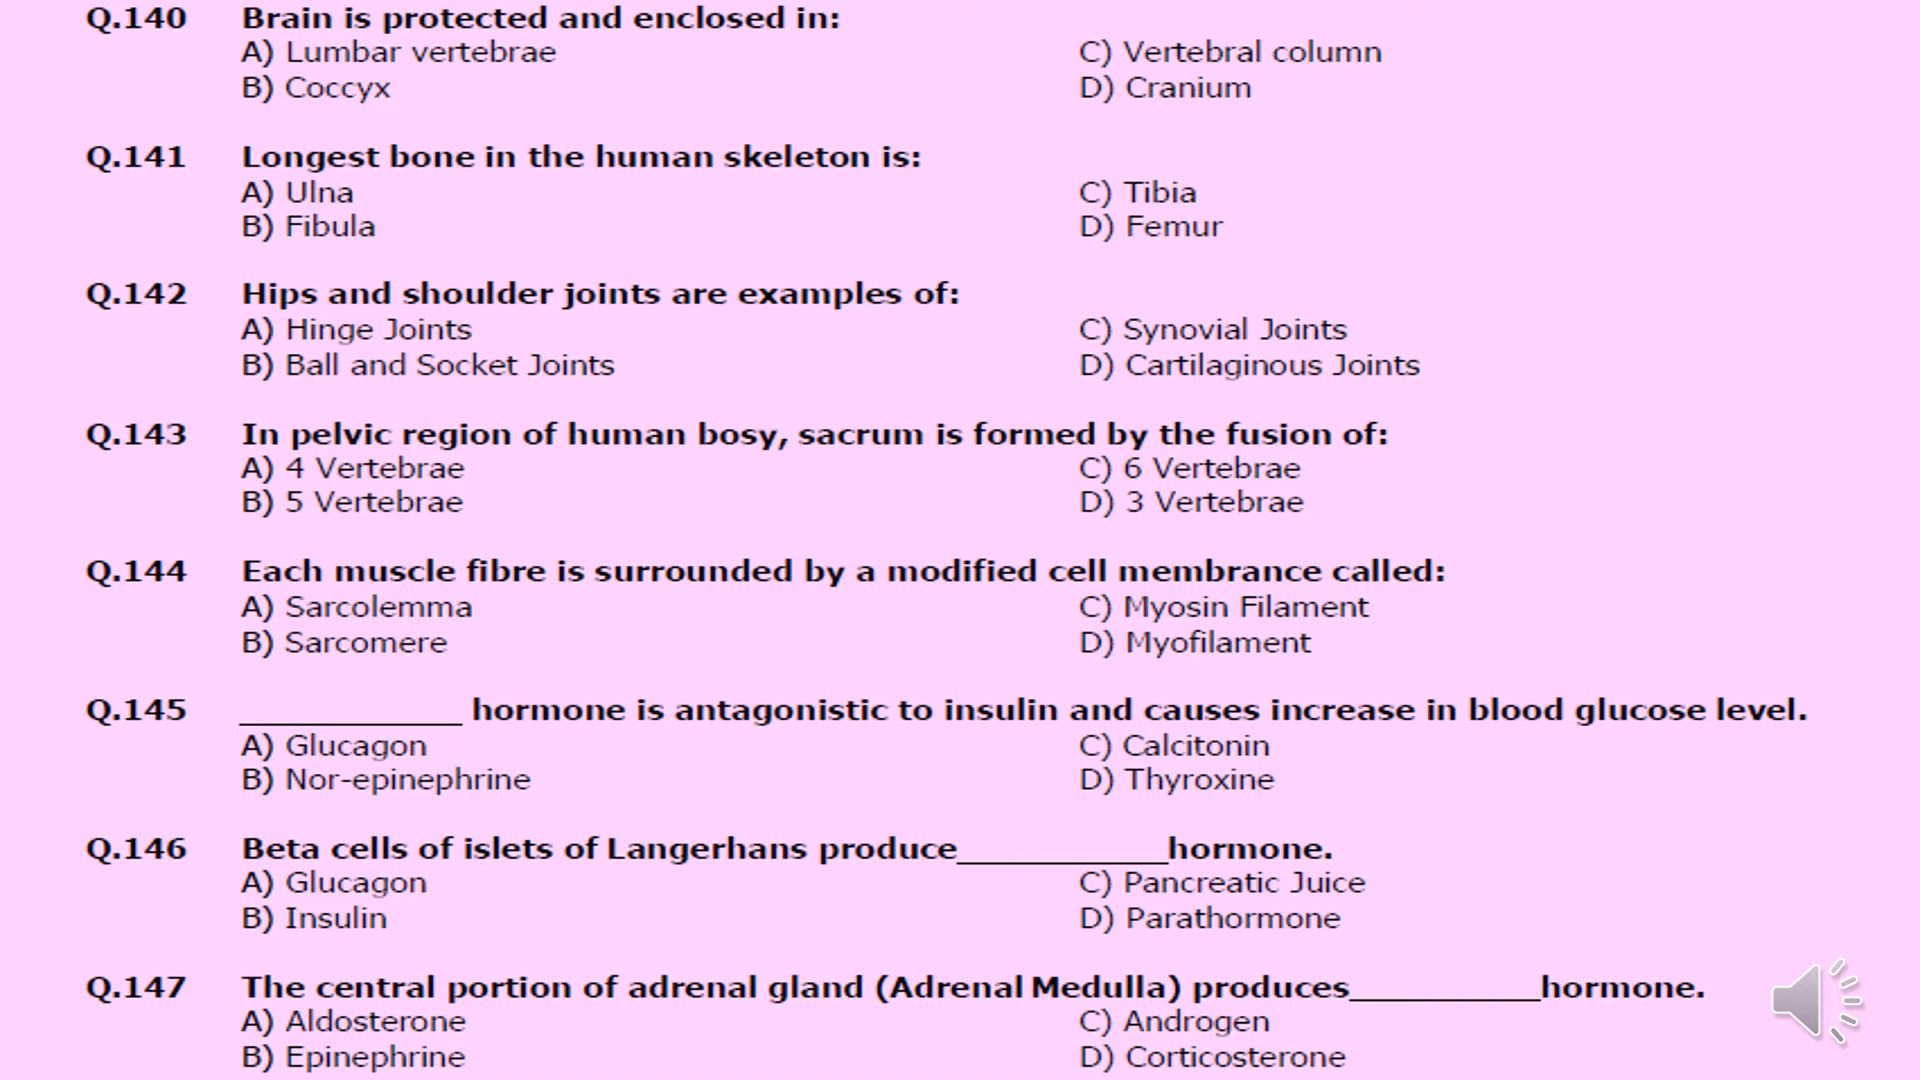 Q.140 Brain is protected and enclosed in:
A) Lumbar vertebrae C) Vertebral column
B) Coccyx D) Cranium
Q.141 Longest bone in the human skeleton is:
A) Ulna C) Tibia
B) Fibula D) Femur
Q.142 Hips and shoulder joints are examples of:
A) Hinge Joints C) Synovial Joints
B) Ball and Socket Joints D) Cartilaginous Joints
Q.143 In pelvic region of human bosy, sacrum is formed by the fusion of:
A) 4 Vertebrae C) 6 Vertebrae
B) 5 Vertebrae D) 3 Vertebrae
Q.144 Each muscle fibre is surrounded by a modified cell membrance called:
A) Sarcolemma C) Myosin Filament
B) Sarcomere D) Myofilament
Q.145 ____________ hormone is antagonistic to insulin and causes increase in blood glucose level.
A) Glucagon C) Calcitonin
B) Nor-epinephrine D) Thyroxine
Q.146 Beta cells of islets of Langerhans produce____________hormone.
A) Glucagon C) Pancreatic Juice
B) Insulin D) Parathormone
Q.147 The central portion of adrenal gland (Adrenal Medulla) produces___________hormone.
A) Aldosterone C) Androgen
B) Epinephrine D) Corticosterone